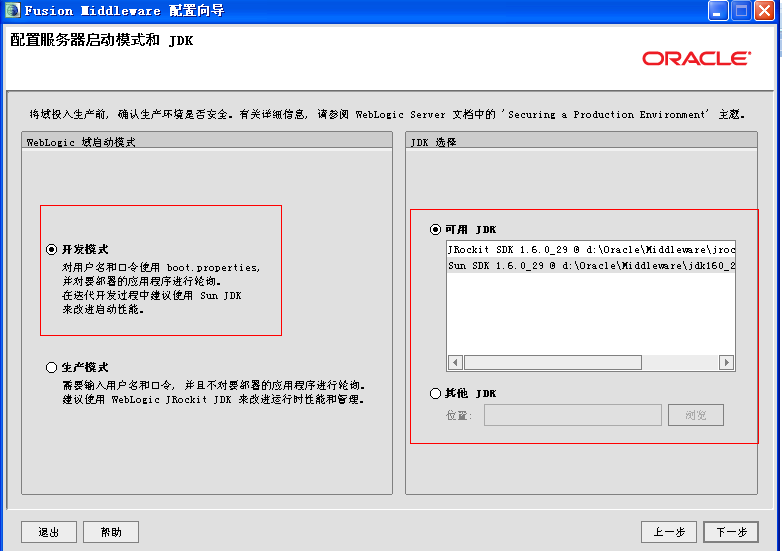 Fusion Middleware 配置向导
配置服务器启动模式和 JDK
ORACLE
将域投入生产前, 确认生产环境是否安全。有关详细信息, 请参阅 WebLogic Server 文档中的 'Securing a Production Environment' 主题。
WebLogic 域启动模式
开发模式
对用户名和口令使用 boot.properties,
并对要部署的应用程序进行轮询。
在迭代开发过程中建议使用 Sun JDK
来改进启动性能。
生产模式
需要输入用户名和口令, 并且不对要部署的应用程序进行轮询。
建议使用 WebLogic JRockit JDK 来改进运行时性能和管理。
JDK 选择
可用 JDK
JRockit SDK 1.6.0_29 @ d:\Oracle\Middleware\jroc
Sun SDK 1.6.0_29 @ d:\Oracle\Middleware\jdk160_2
其他 JDK
位置:
浏览
退出
帮助
上一步
下一步